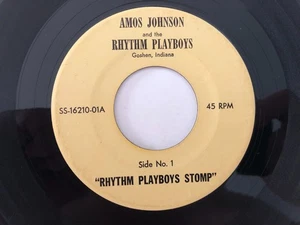 AMOS JOHNSON
and the
RHYTHM PLAYBOYS
Goshen, Indiana
SS-16210-01A
45 RPM
Side No. 1
"RHYTHM PLAYBOYS STOMP"